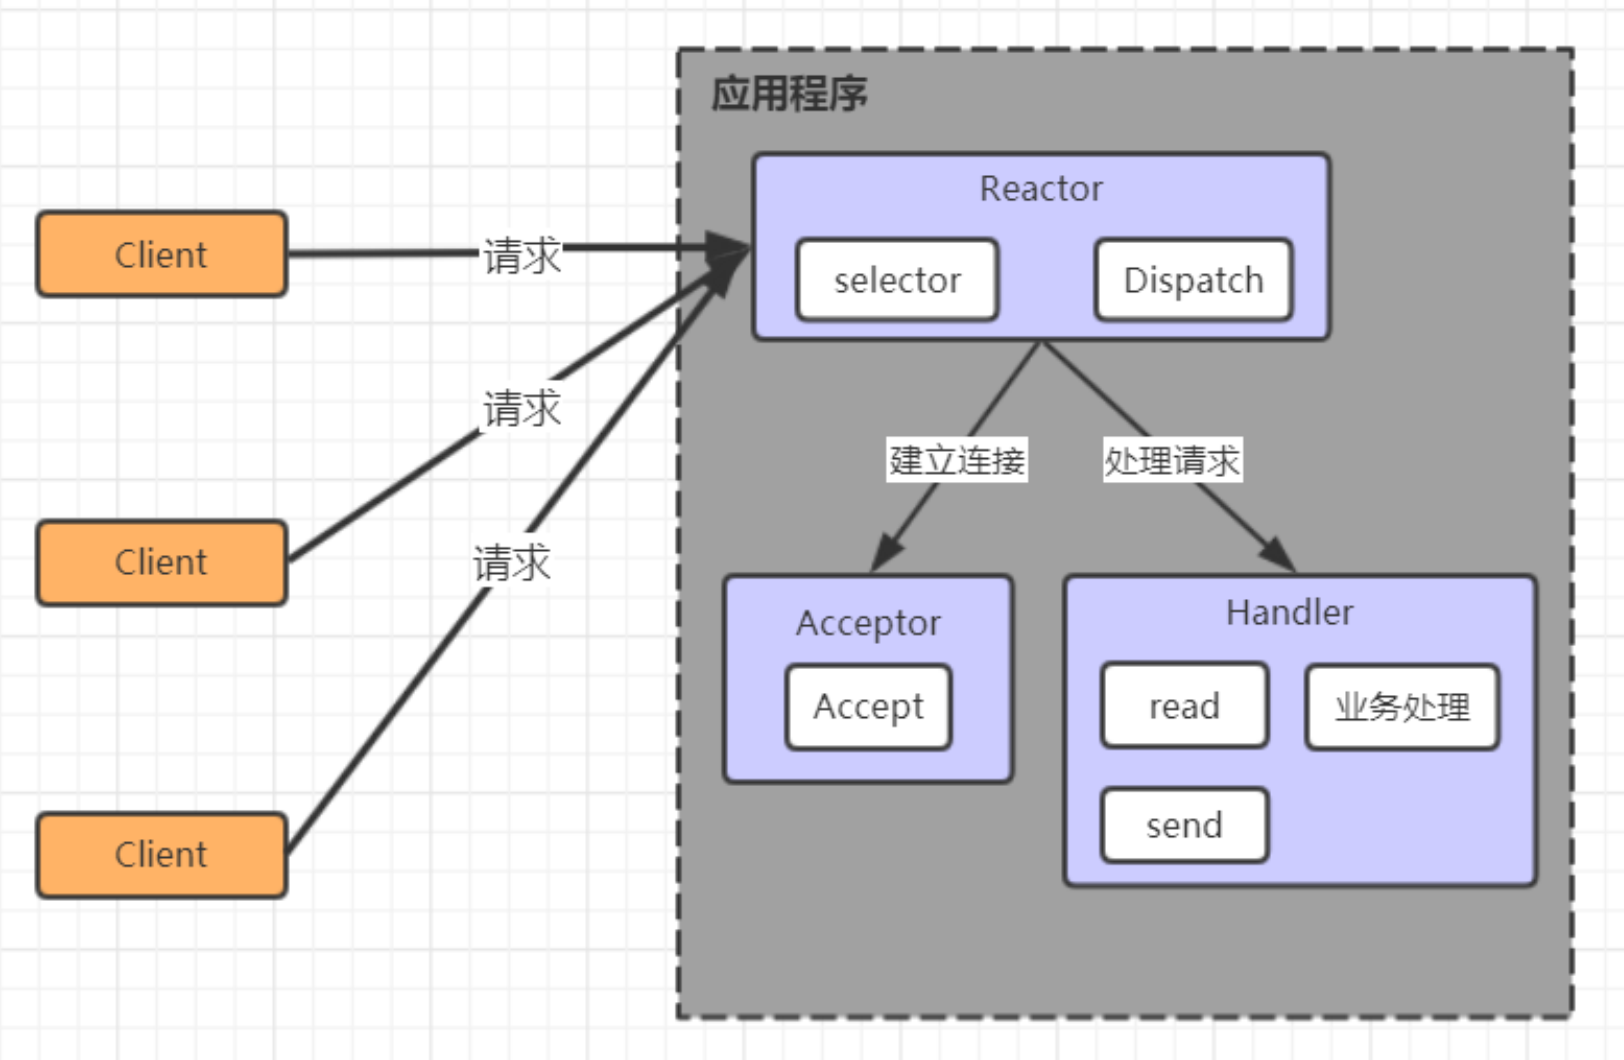 应用程序
Reactor
selector
Dispatch
Client
请求
Client
请求
Client
请求
建立连接
处理请求
Acceptor
Accept
Handler
read
业务处理
send